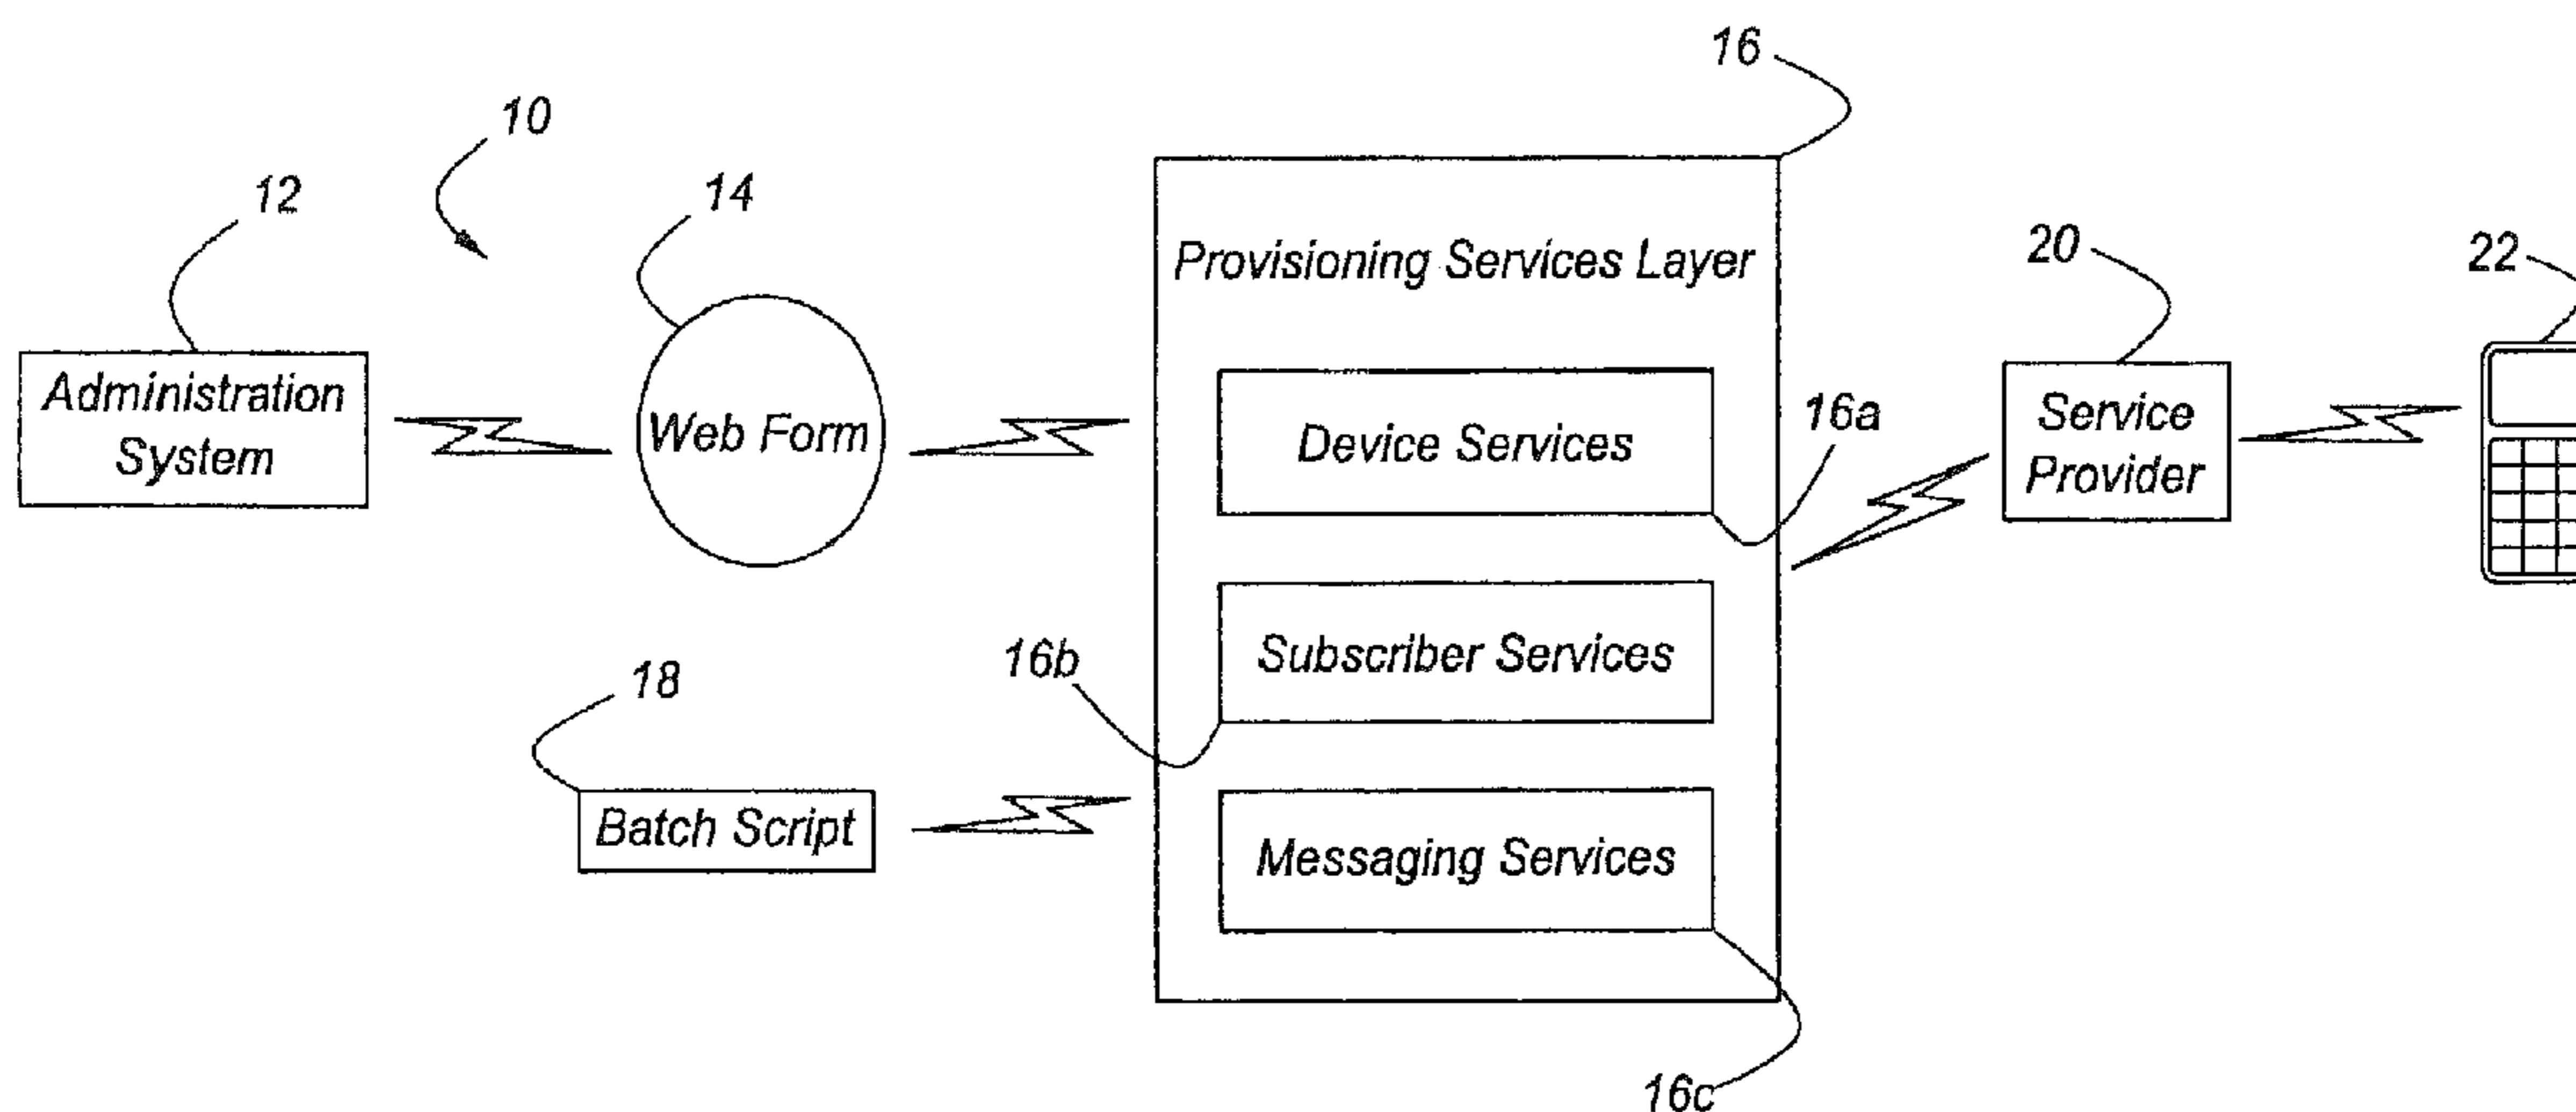 16
10
12
14
Provisioning Services Layer
20
22
Administration
System
Web Form
Device Services
16a
Service
Provider
16b
Subscriber Services
18
Batch Script
Messaging Services
16c